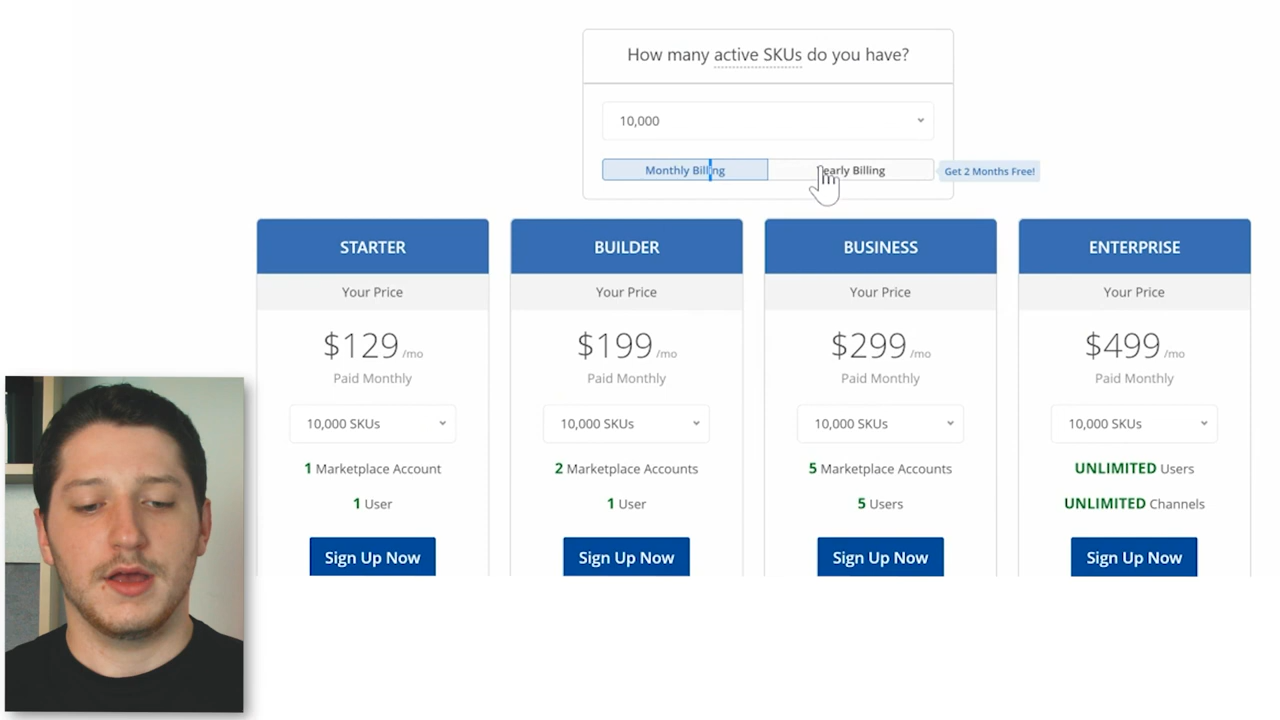 How many active SKUs do you have?
10,000
Monthly Billing
Yearly Billing
Get 2 Months Free!
STARTER
Your Price
$129 /mo
Paid Monthly
10,000 SKUs
1 Marketplace Account
1 User
Sign Up Now
BUILDER
Your Price
$199 /mo
Paid Monthly
10,000 SKUs
2 Marketplace Accounts
1 User
Sign Up Now
BUSINESS
Your Price
$299 /mo
Paid Monthly
10,000 SKUs
5 Marketplace Accounts
5 Users
Sign Up Now
ENTERPRISE
Your Price
$499 /mo
Paid Monthly
10,000 SKUs
UNLIMITED Users
UNLIMITED Channels
Sign Up Now